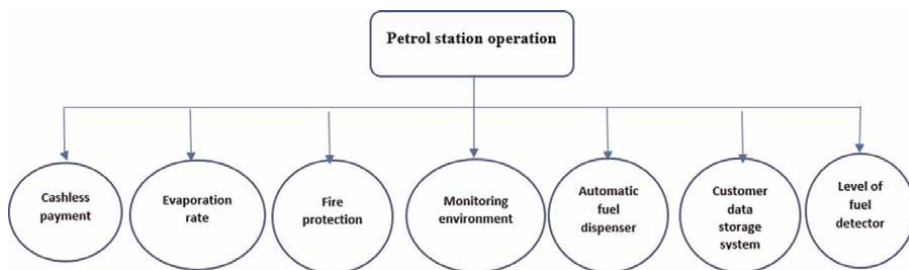 Petrol station operation
Cashless
payment
Evaporation
rate
Fire
protection
Monitoring
environment
Automatic
fuel
dispenser
Customer
data
storage
system
Level of
fuel
detector